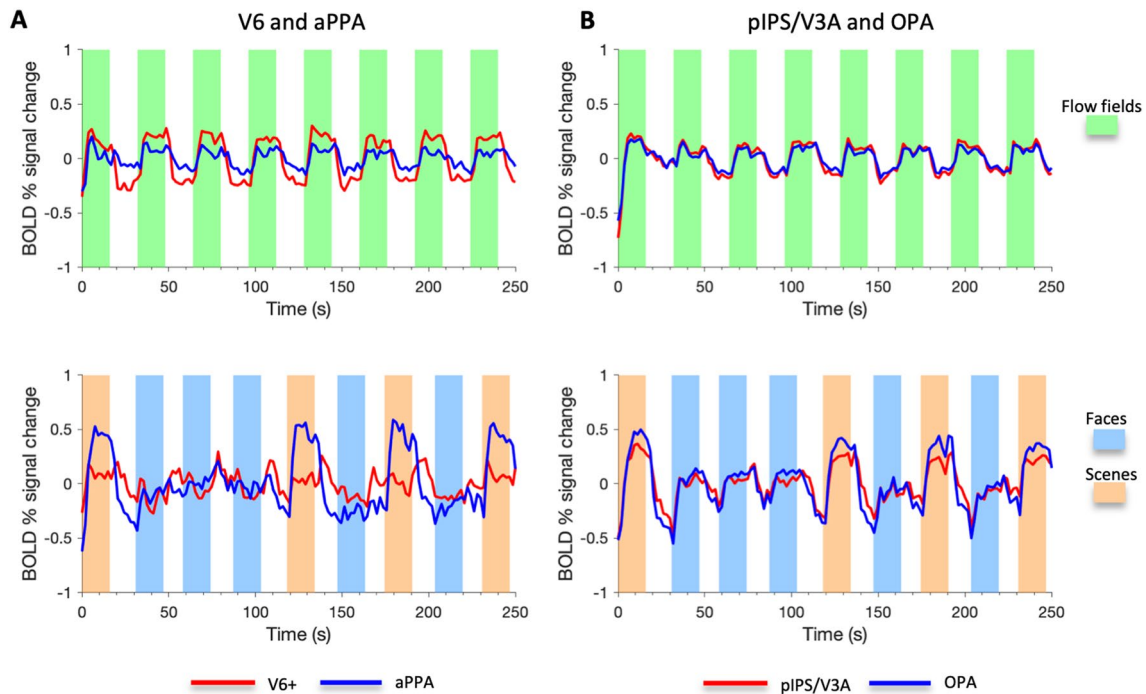 A
V6 and aPPA
B
pIPS/V3A and OPA
BOLD % signal change
1
0.5
0
-0.5
-1
0 50 100 150 200 250
Time (s)
BOLD % signal change
1
0.5
0
-0.5
-1
0 50 100 150 200 250
Time (s)
Flow fields
BOLD % signal change
1
0.5
0
-0.5
-1
0 50 100 150 200 250
Time (s)
BOLD % signal change
1
0.5
0
-0.5
-1
0 50 100 150 200 250
Time (s)
Faces
Scenes
V6+ aPPA
pIPS/V3A OPA